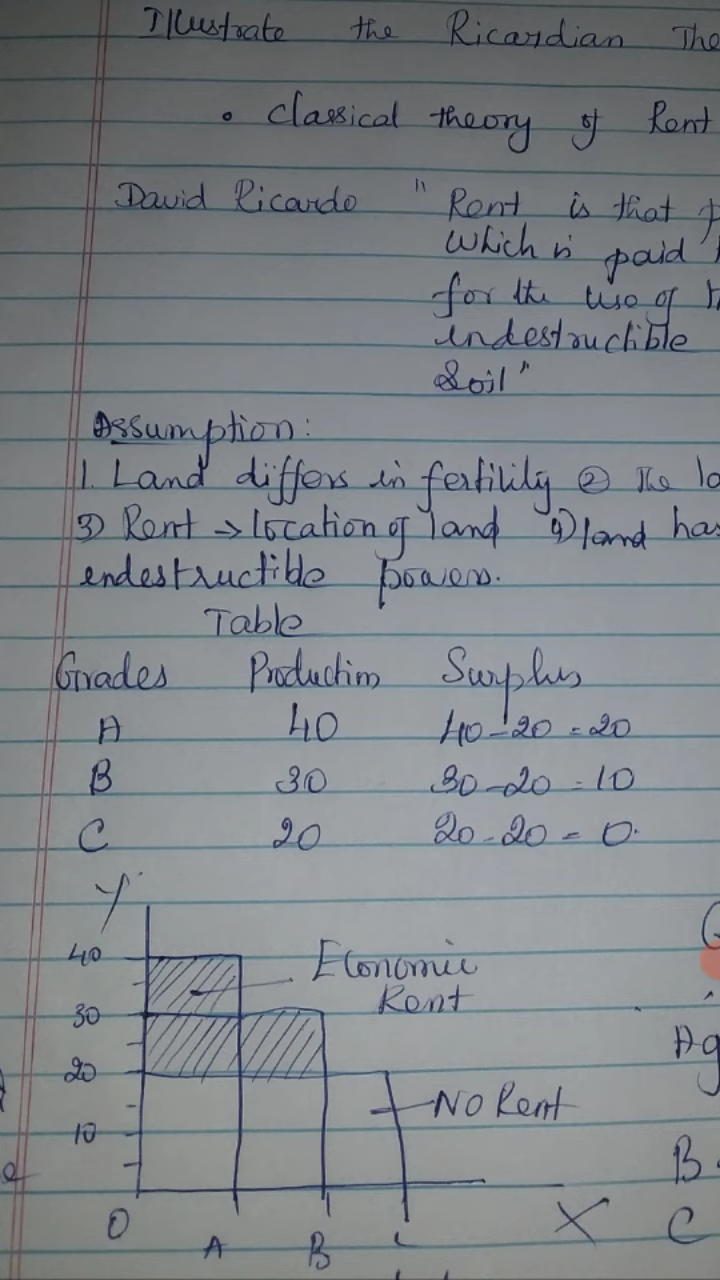 Illustrate the Ricardian The
• Classical theory of Rent
David Ricardo "Rent is that
which is paid
for the use of
indestructible
Soil"
Assumption:
1. Land differs in fertility ② The
3) Rent → location of land 4) land has
endestructible powers.
Table
Grades Production Surplus
A 40 40-20=20
B 30 30-20=10
C 20 20-20=0.
Y
40 Economic
Rent
30
20
NO Rent
Ag
10
B
0 A B X C